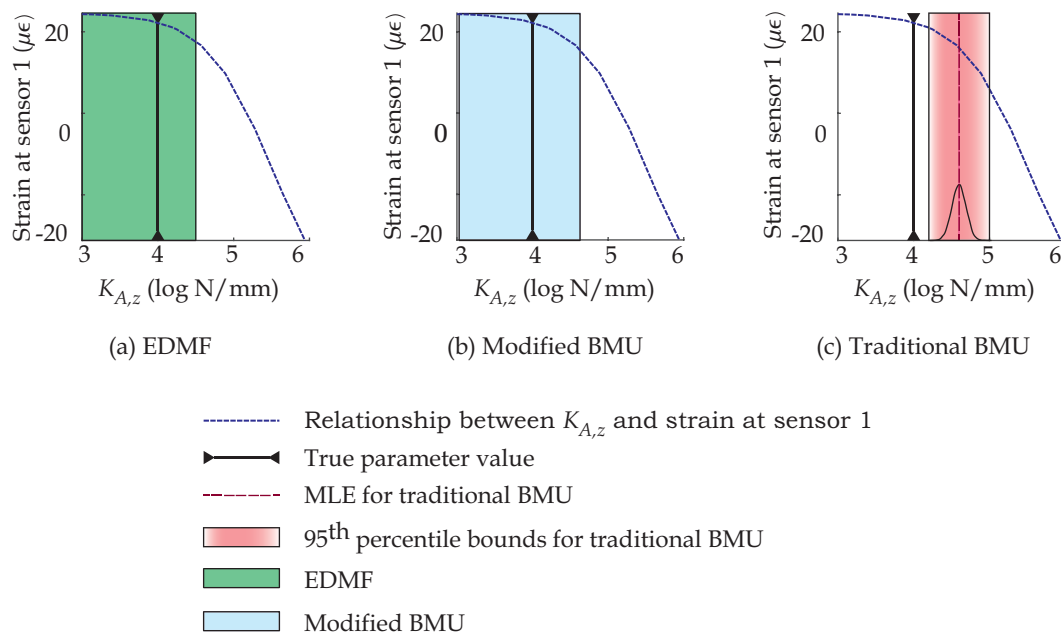 Strain at sensor 1 (με)
20
0
-20
3 4 5 6
K_{A,z} (log N/mm)
(a) EDMF
Strain at sensor 1 (με)
20
0
-20
3 4 5 6
K_{A,z} (log N/mm)
(b) Modified BMU
Strain at sensor 1 (με)
20
0
-20
3 4 5 6
K_{A,z} (log N/mm)
(c) Traditional BMU
Relationship between K_{A,z} and strain at sensor 1
True parameter value
MLE for traditional BMU
95th percentile bounds for traditional BMU
EDMF
Modified BMU